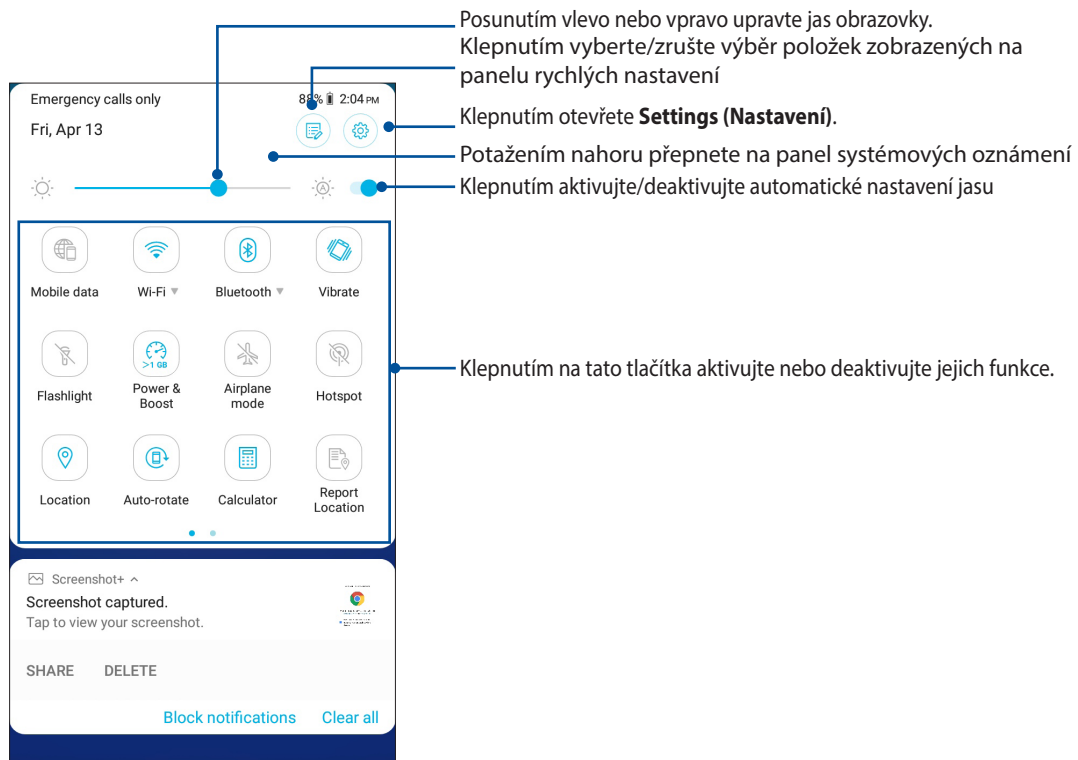 Posunutím vlevo nebo vpravo upravte jas obrazovky.
Klepnutím vyberte/zrušte výběr položek zobrazených na
panelu rychlých nastavení
Klepnutím otevřete Settings (Nastavení).
Potažením nahoru přepnete na panel systémových oznámení
Klepnutím aktivujte/deaktivujte automatické nastavení jasu
Klepnutím na tato tlačítka aktivujte nebo deaktivujte jejich funkce.
Emergency calls only 88% 2:04 PM
Fri, Apr 13
Mobile data Wi-Fi Bluetooth Vibrate
>1 GB
Flashlight Power & Boost Airplane mode Hotspot
Location Auto-rotate Calculator Report Location
Screenshot+
Screenshot captured.
Tap to view your screenshot.
SHARE DELETE
Block notifications Clear all